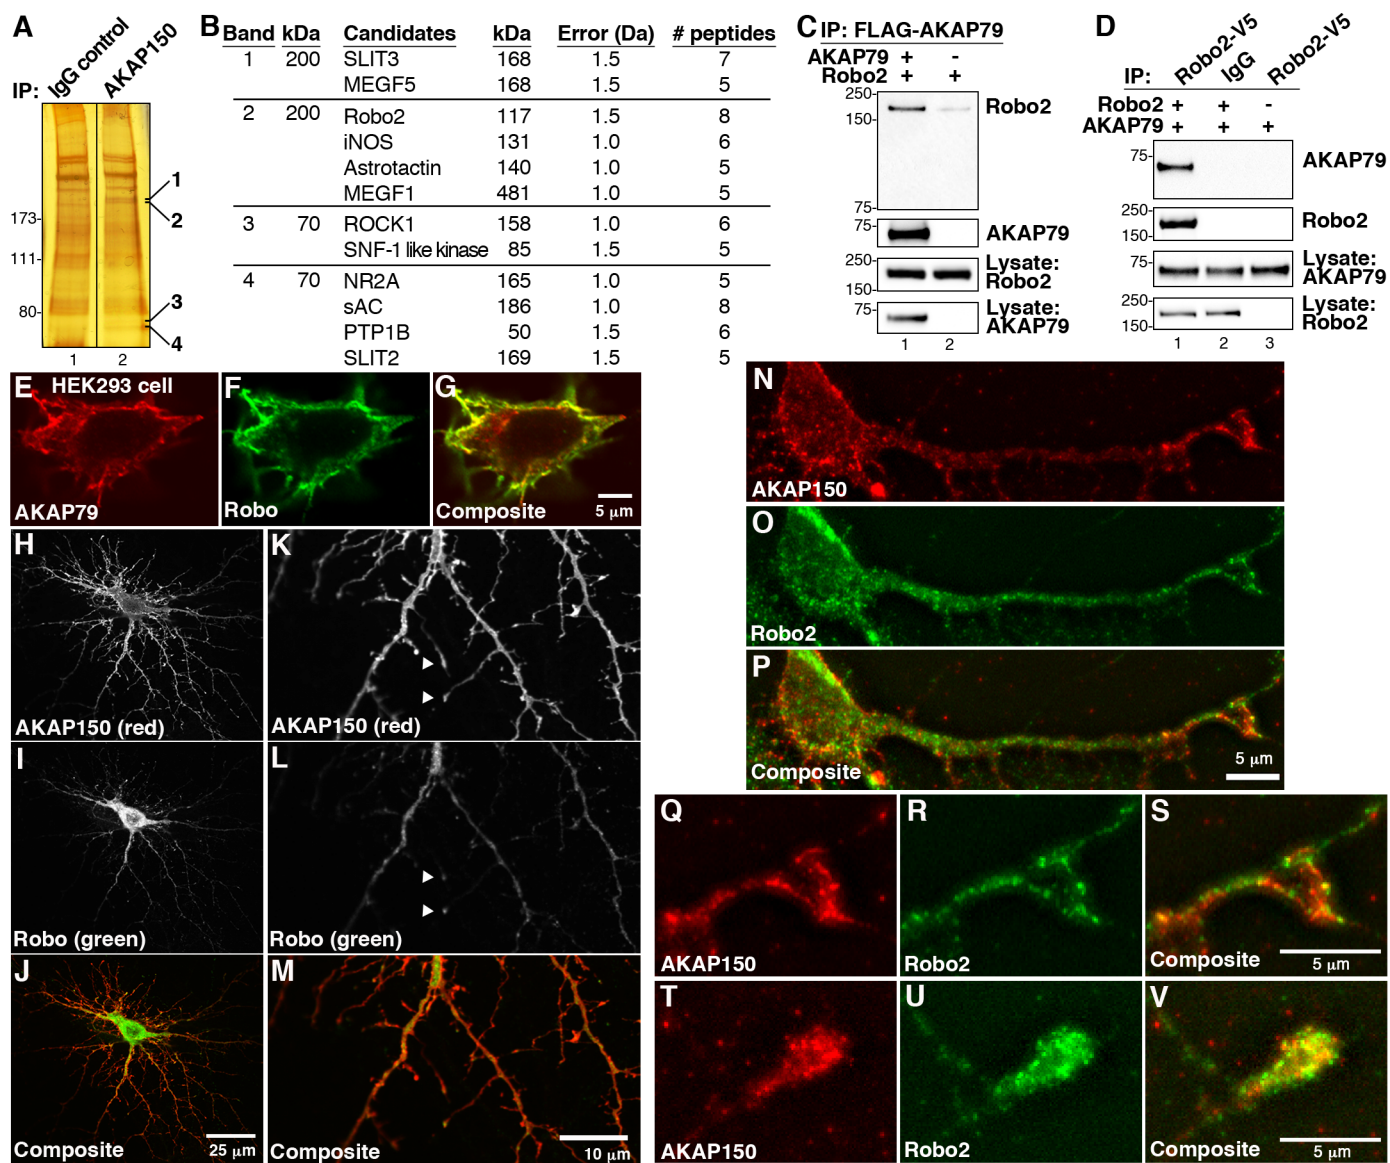 A
IgG control
AKAP150
IP:
173-
111-
80-
1
2
3
4
1 2
B
Band kDa Candidates kDa Error (Da) # peptides
1 200 SLIT3 168 1.5 7
MEGF5 168 1.5 5
2 200 Robo2 117 1.5 8
iNOS 131 1.0 6
Astrotactin 140 1.0 5
MEGF1 481 1.0 5
3 70 ROCK1 158 1.0 6
SNF-1 like kinase 85 1.5 5
4 70 NR2A 165 1.0 5
sAC 186 1.0 8
PTP1B 50 1.5 6
SLIT2 169 1.5 5
C
IP: FLAG-AKAP79
AKAP79 + -
Robo2 + +
250-
150-
75-
Robo2
75-
AKAP79
250-
150-
Lysate:
Robo2
75-
Lysate:
AKAP79
1 2
D
IP:
Robo2-V5
IgG
Robo2-V5
Robo2 + + -
AKAP79 + + +
75-
AKAP79
250-
150-
Robo2
75-
Lysate:
AKAP79
250-
150-
Lysate:
Robo2
1 2 3
E HEK293 cell
AKAP79
F
Robo
G
Composite
5 μm
H
AKAP150 (red)
I
Robo (green)
J
Composite
25 μm
K
AKAP150 (red)
L
Robo (green)
M
Composite
10 μm
N
AKAP150
O
Robo2
P
Composite
5 μm
Q
AKAP150
R
Robo2
S
Composite
5 μm
T
AKAP150
U
Robo2
V
Composite
5 μm